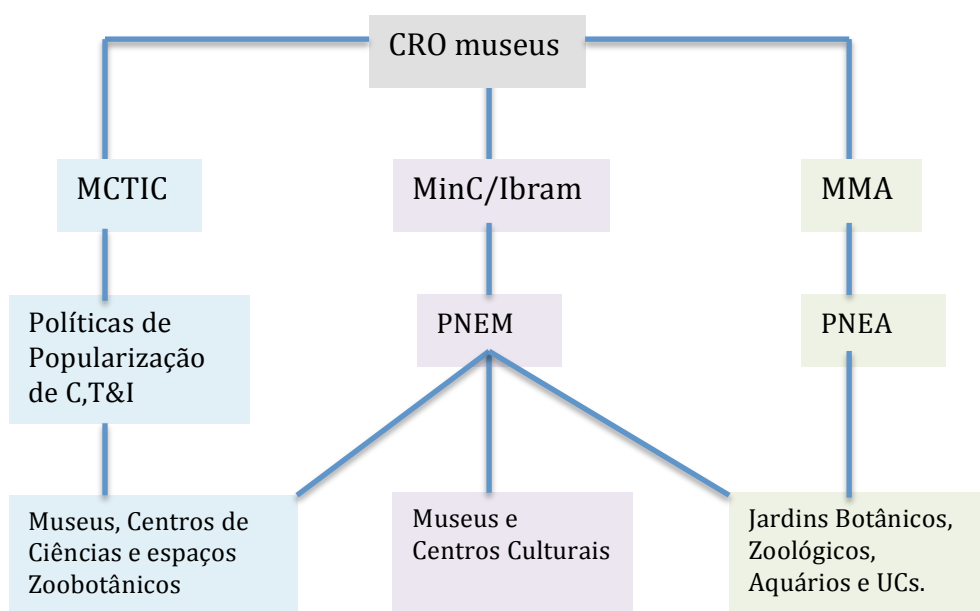 CRO museus
MCTIC
MinC/Ibram
MMA
Políticas de
Popularização
de C,T&I
PNEM
PNEA
Museus, Centros de
Ciências e espaços
Zoobotânicos
Museus e
Centros Culturais
Jardins Botânicos,
Zoológicos,
Aquários e UCs.